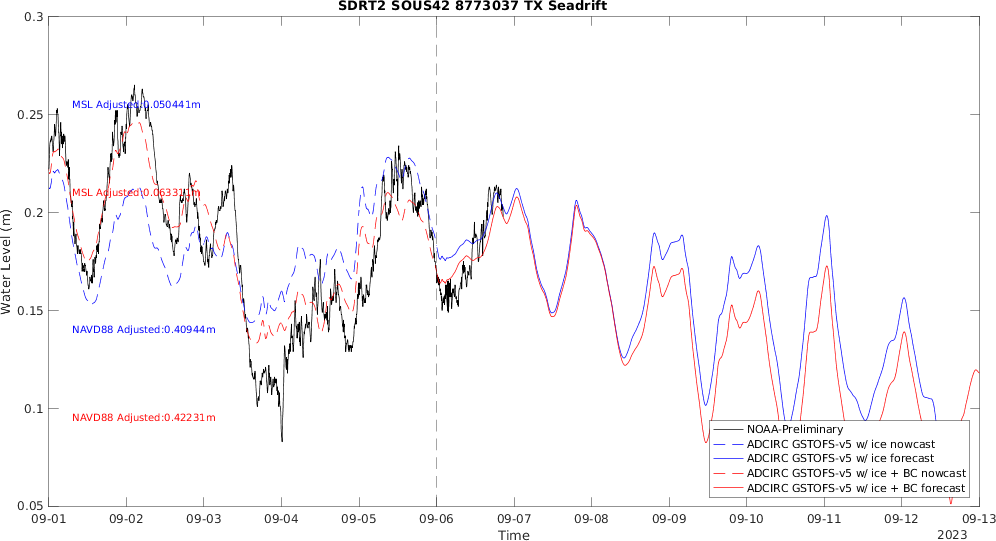 SDRT2 SOUS42 8773037 TX Seadrift
0.3
0.25
0.2
0.15
0.1
0.05
Water Level (m)
MSL Adjusted:0.050441m
NAVD88 Adjusted:0.40944m
NAVD88 Adjusted:0.42231m
NOAA-Preliminary
ADCIRC GSTOFS-v5 w/ ice nowcast
ADCIRC GSTOFS-v5 w/ ice forecast
ADCIRC GSTOFS-v5 w/ ice + BC nowcast
ADCIRC GSTOFS-v5 w/ ice + BC forecast
09-01 09-02 09-03 09-04 09-05 09-06 09-07 09-08 09-09 09-10 09-11 09-12 09-13
Time
2023
MSL